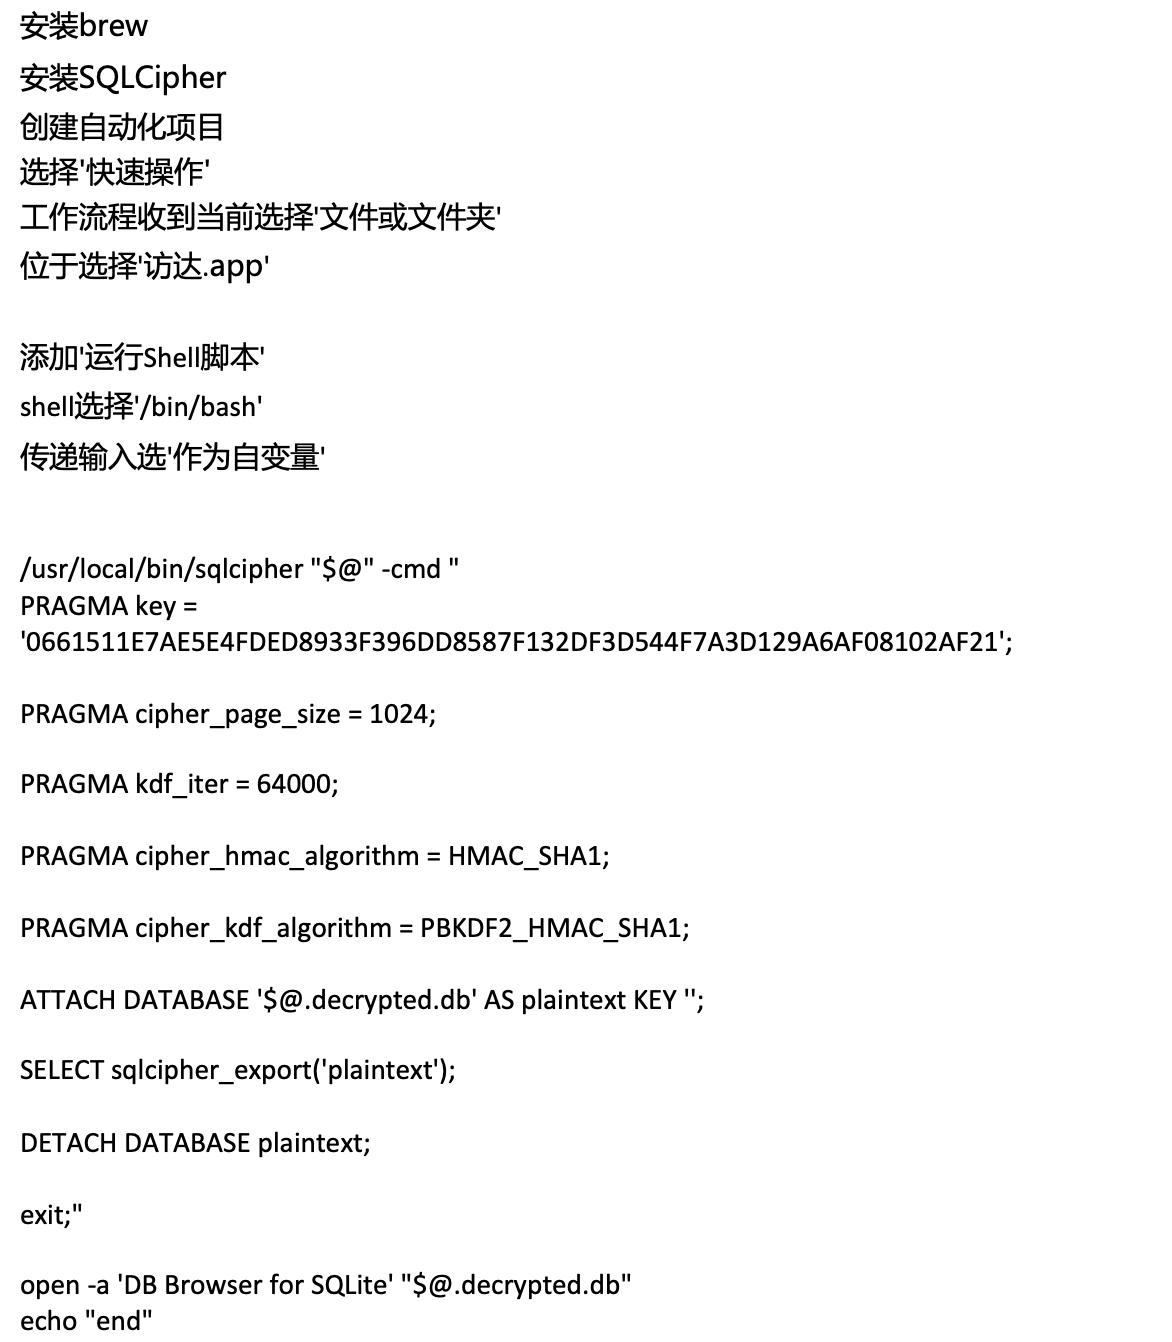 安装brew
安装SQLCipher
创建自动化项目
选择'快速操作'
工作流程收到当前选择'文件或文件夹'
位于选择'访达.app'
添加'运行Shell脚本'
shell选择'/bin/bash'
传递输入选'作为自变量'
/usr/local/bin/sqlcipher "$@" -cmd "
PRAGMA key =
'0661511E7AE5E4FDED8933F396DD8587F132DF3D544F7A3D129A6AF08102AF21';
PRAGMA cipher_page_size = 1024;
PRAGMA kdf_iter = 64000;
PRAGMA cipher_hmac_algorithm = HMAC_SHA1;
PRAGMA cipher_kdf_algorithm = PBKDF2_HMAC_SHA1;
ATTACH DATABASE '$@.decrypted.db' AS plaintext KEY '';
SELECT sqlcipher_export('plaintext');
DETACH DATABASE plaintext;
exit;"
open -a 'DB Browser for SQLite' "$@.decrypted.db"
echo "end"